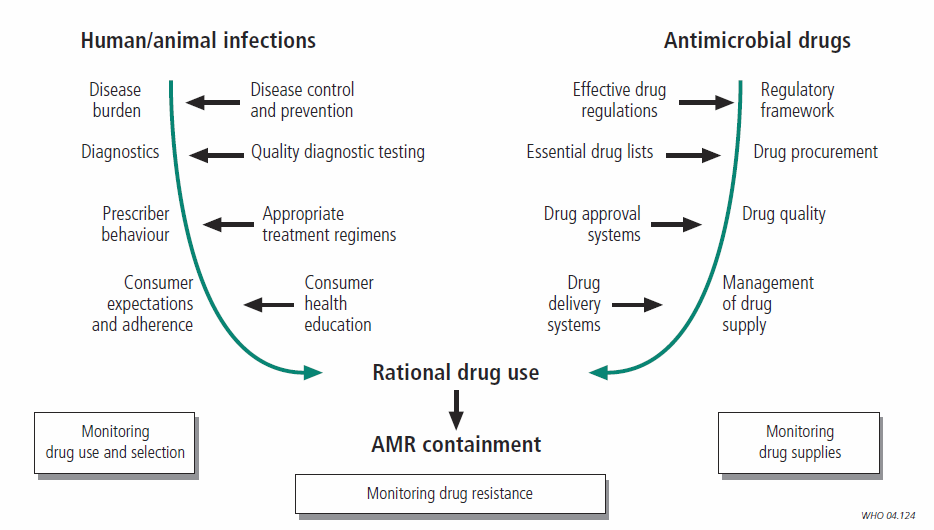 Human/animal infections
Antimicrobial drugs
Disease
burden
Disease control
and prevention
Effective drug
regulations
Regulatory
framework
Diagnostics
Quality diagnostic testing
Essential drug lists
Drug procurement
Prescriber
behaviour
Appropriate
treatment regimens
Drug approval
systems
Drug quality
Consumer
expectations
and adherence
Consumer
health
education
Drug
delivery
systems
Management
of drug
supply
Rational drug use
AMR containment
Monitoring
drug use and selection
Monitoring
drug supplies
Monitoring drug resistance
WHO 04.124